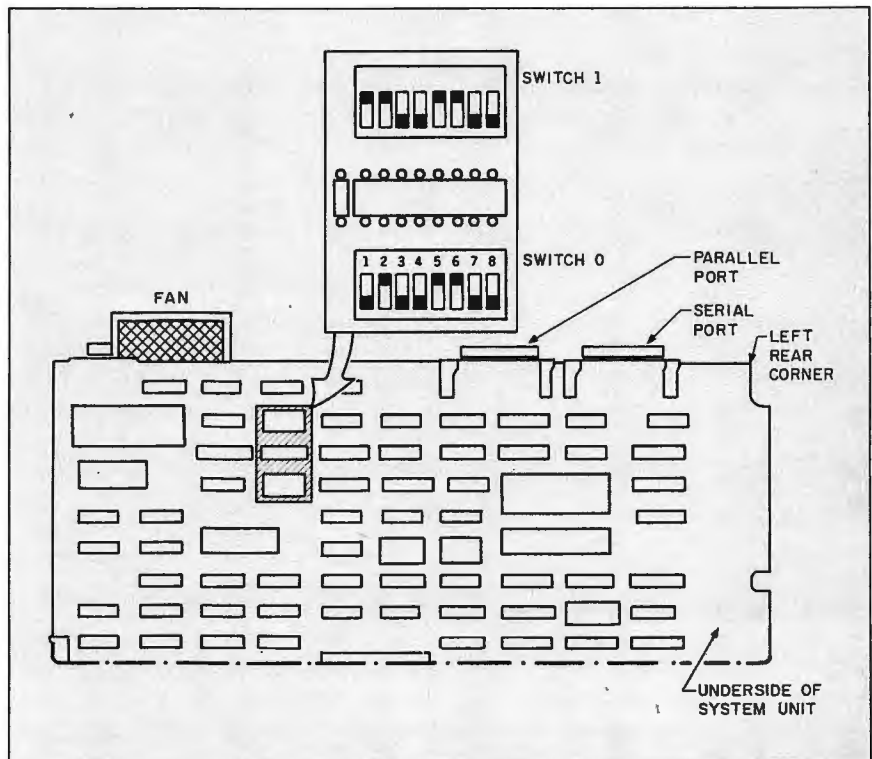 SWITCH 1
1 2 3 4 5 6 7 8
SWITCH 0
PARALLEL
PORT
SERIAL
PORT
FAN
LEFT
REAR
CORNER
UNDERSIDE OF
SYSTEM UNIT